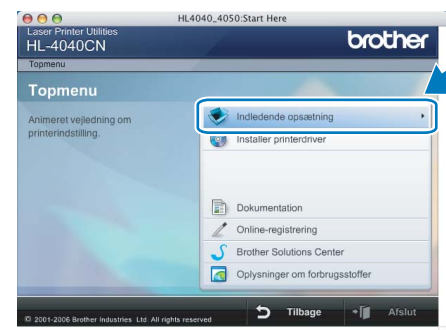 HL4040_4050:Start Here
Laser Printer Utilities
HL-4040CN
brother
Topmenu
Topmenu
Animeret vejledning om
printerindstilling.
Indledende opsætning
Installer printerdriver
Dokumentation
Online-registrering
Brother Solutions Center
Oplysninger om forbrugsstoffer
© 2001-2006 Brother Industries Ltd. All rights reserved
Tilbage
Afslut